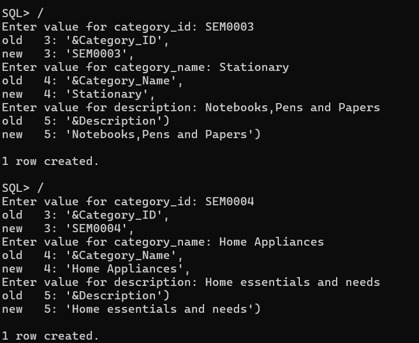 SQL> /
Enter value for category_id: SEM0003
old   3: '&Category_ID',
new   3: 'SEM0003',
Enter value for category_name: Stationary
old   4: '&Category_Name',
new   4: 'Stationary',
Enter value for description: Notebooks,Pens and Papers
old   5: '&Description')
new   5: 'Notebooks,Pens and Papers')
1 row created.
SQL> /
Enter value for category_id: SEM0004
old   3: '&Category_ID',
new   3: 'SEM0004',
Enter value for category_name: Home Appliances
old   4: '&Category_Name',
new   4: 'Home Appliances',
Enter value for description: Home essentials and needs
old   5: '&Description')
new   5: 'Home essentials and needs')
1 row created.